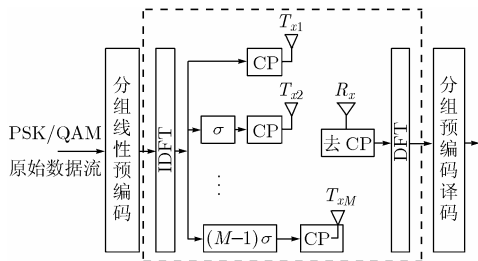 PSK/QAM
原始数据流
分组线性预编码
IDFT
CP
Tx1
σ
CP
Tx2
⋮
(M−1)σ
CP
TxM
Rx
去 CP
DFT
分组预编码译码